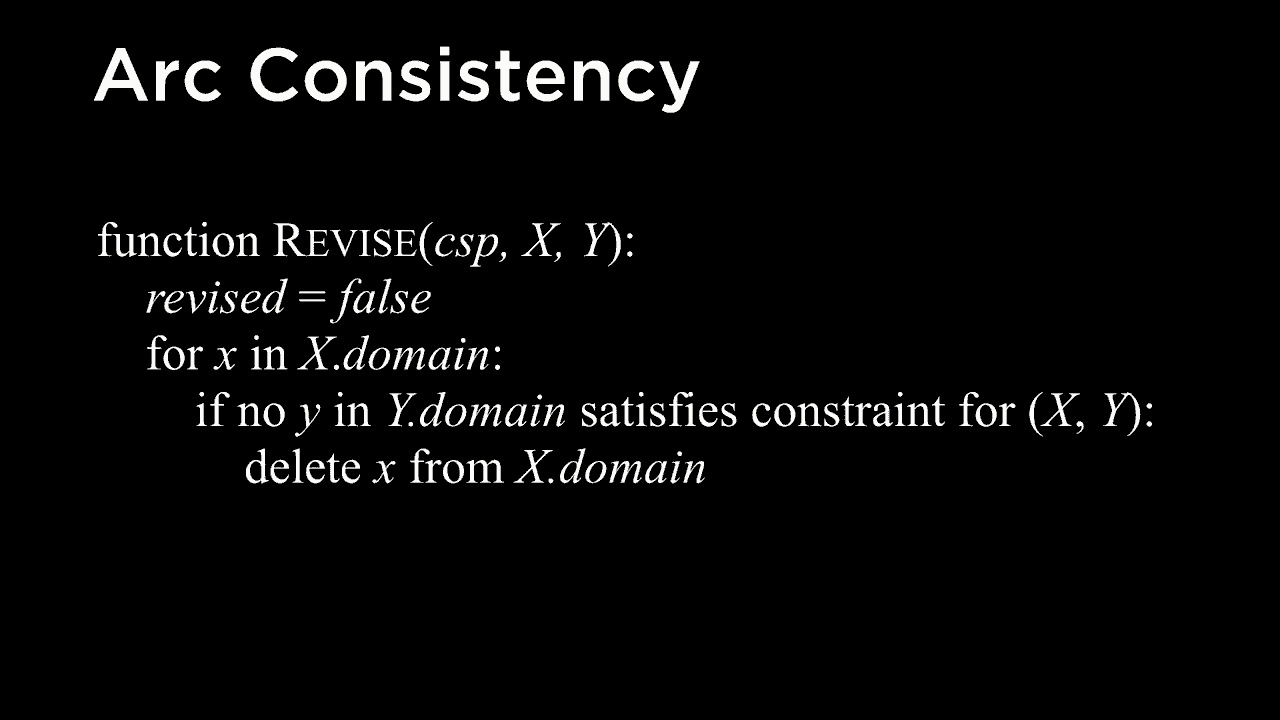 Arc Consistency
function REVISE(csp, X, Y):
revised = false
for x in X.domain:
if no y in Y.domain satisfies constraint for (X, Y):
delete x from X.domain